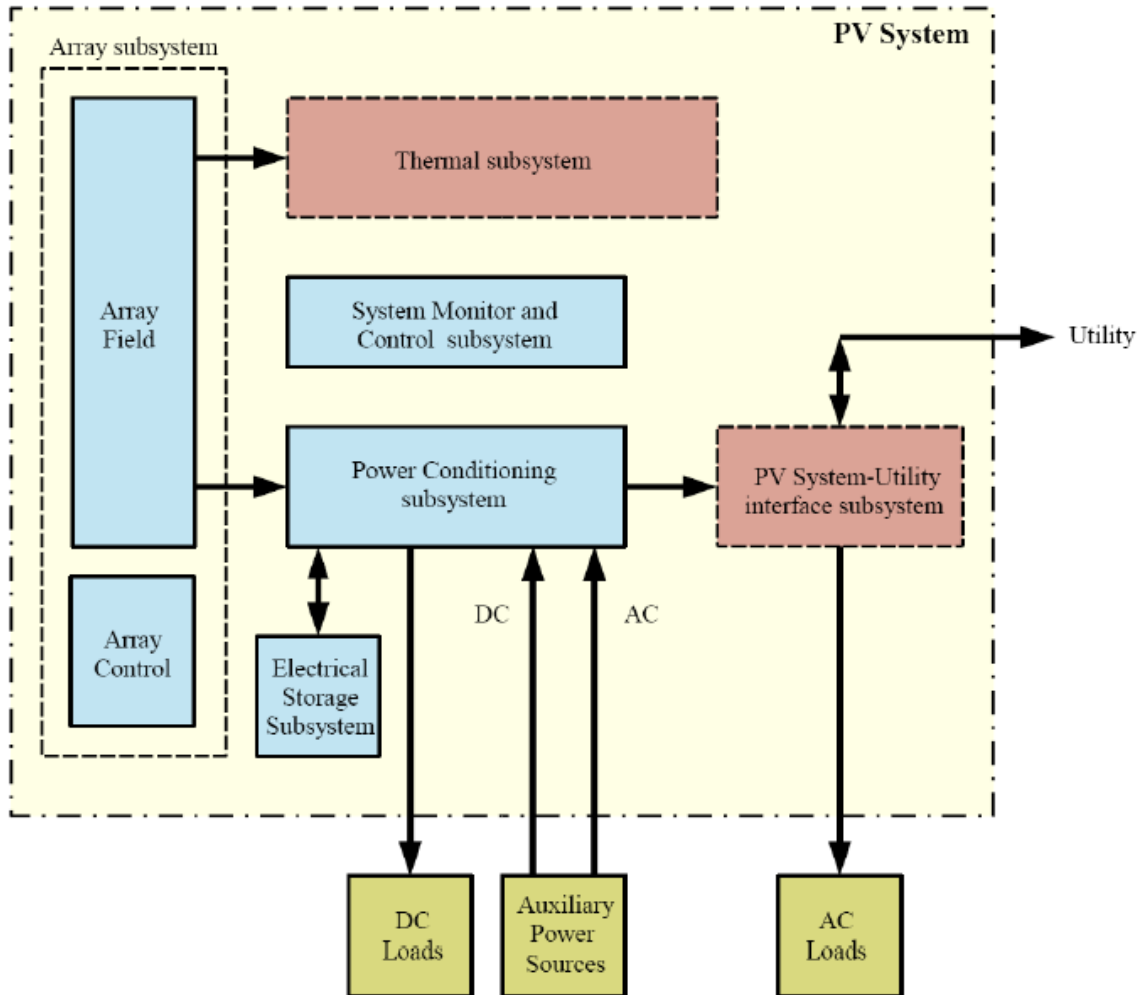 PV System
Array subsystem
Thermal subsystem
Array
Field
System Monitor and
Control subsystem
Utility
Power Conditioning
subsystem
PV System-Utility
interface subsystem
Array
Control
Electrical
Storage
Subsystem
DC
AC
DC
Loads
Auxiliary
Power
Sources
AC
Loads